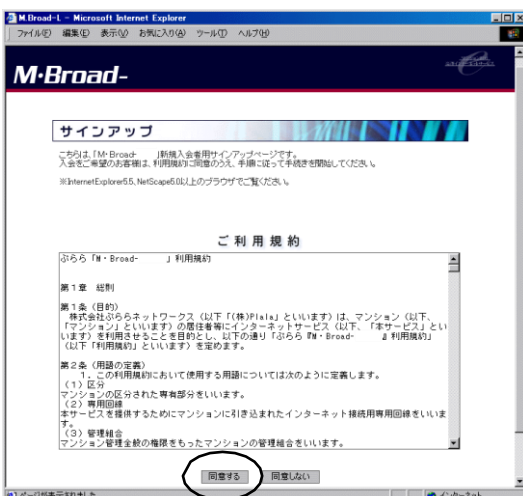 M.Broad-L - Microsoft Internet Explorer
ファイル(F) 編集(E) 表示(V) お気に入り(A) ツール(T) ヘルプ(H)
M・Broad-
サインアップ
こちらは、「M・Broad- 」新規入会者用サインアップページです。
入会をご希望のお客様は、利用規約に同意のうえ、手順に従って手続きを開始してください。
※InternetExplorer5.5、NetScape6.0以上のブラウザでご覧ください。
ご利用規約
ぷらら「M・Broad- 」利用規約
第1章 総則
第1条(目的)
株式会社ぷららネットワークス(以下「(株)Plala」といいます)は、マンション(以下、
「マンション」といいます)の居住者等にインターネットサービス(以下、「本サービス」とい
います)を利用させることを目的とし、以下の通り「ぷらら『M・Broad- 』利用規約」
(以下「利用規約」といいます)を定めます。
第2条(用語の定義)
1.この利用規約において使用する用語については次のように定義します。
(1)区分
マンションの区分された専有部分をいいます。
(2)専用回線
本サービスを提供するためにマンションに引き込まれたインターネット接続用専用回線をいいま
す。
(3)管理組合
マンション管理全般の権限をもったマンションの管理組合をいいます。
同意する 同意しない
ページが表示されました インターネット